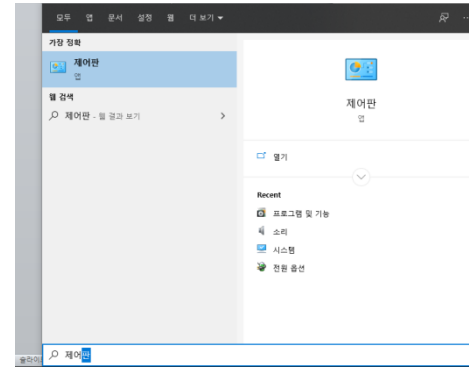 모두 앱 문서 설정 웹 더 보기
가장 정확
제어판
앱
웹 검색
제어판 - 웹 결과 보기
제어판
앱
열기
Recent
프로그램 및 기능
소리
시스템
전원 옵션
제어판